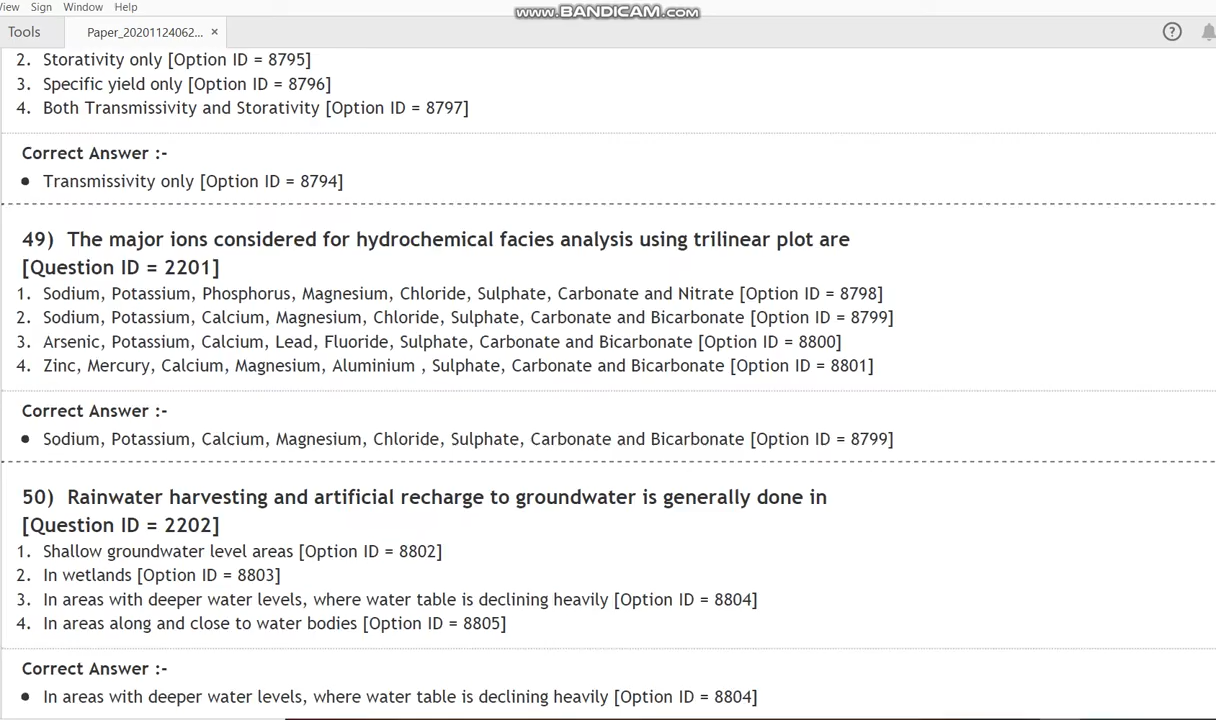 View Sign Window Help
www.BANDICAM.com
Tools Paper_20201124062... × ?
2. Storativity only [Option ID = 8795]
3. Specific yield only [Option ID = 8796]
4. Both Transmissivity and Storativity [Option ID = 8797]
Correct Answer :-
• Transmissivity only [Option ID = 8794]
49) The major ions considered for hydrochemical facies analysis using trilinear plot are
[Question ID = 2201]
1. Sodium, Potassium, Phosphorus, Magnesium, Chloride, Sulphate, Carbonate and Nitrate [Option ID = 8798]
2. Sodium, Potassium, Calcium, Magnesium, Chloride, Sulphate, Carbonate and Bicarbonate [Option ID = 8799]
3. Arsenic, Potassium, Calcium, Lead, Fluoride, Sulphate, Carbonate and Bicarbonate [Option ID = 8800]
4. Zinc, Mercury, Calcium, Magnesium, Aluminium , Sulphate, Carbonate and Bicarbonate [Option ID = 8801]
Correct Answer :-
• Sodium, Potassium, Calcium, Magnesium, Chloride, Sulphate, Carbonate and Bicarbonate [Option ID = 8799]
50) Rainwater harvesting and artificial recharge to groundwater is generally done in
[Question ID = 2202]
1. Shallow groundwater level areas [Option ID = 8802]
2. In wetlands [Option ID = 8803]
3. In areas with deeper water levels, where water table is declining heavily [Option ID = 8804]
4. In areas along and close to water bodies [Option ID = 8805]
Correct Answer :-
• In areas with deeper water levels, where water table is declining heavily [Option ID = 8804]